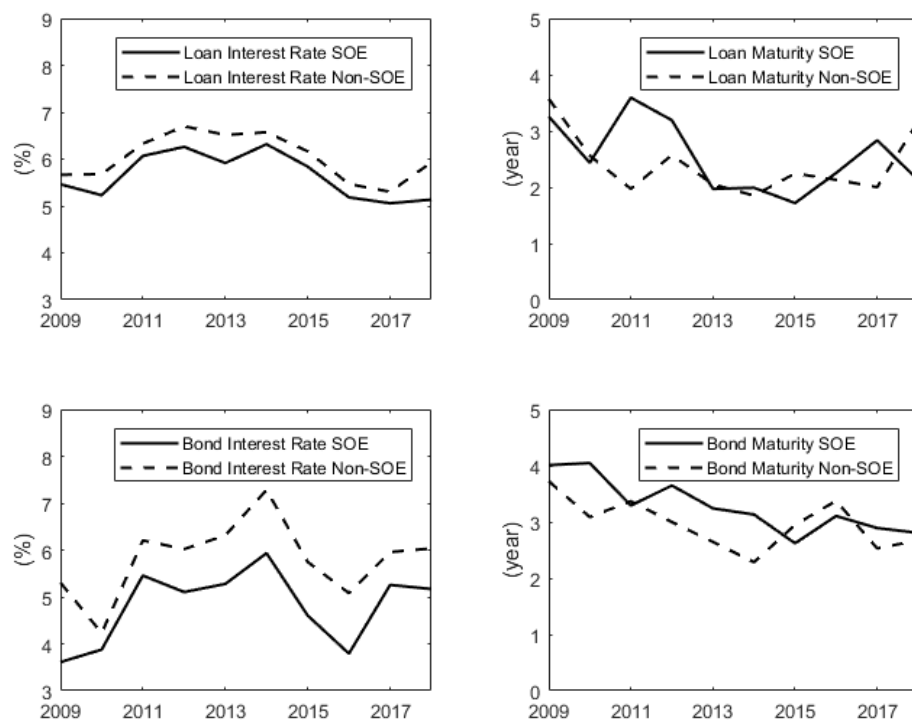 9
8
7
6
5
4
3
(%)
Loan Interest Rate SOE
Loan Interest Rate Non-SOE
2009 2011 2013 2015 2017
5
4
3
2
1
0
(year)
Loan Maturity SOE
Loan Maturity Non-SOE
2009 2011 2013 2015 2017
9
8
7
6
5
4
3
(%)
Bond Interest Rate SOE
Bond Interest Rate Non-SOE
2009 2011 2013 2015 2017
5
4
3
2
1
0
(year)
Bond Maturity SOE
Bond Maturity Non-SOE
2009 2011 2013 2015 2017